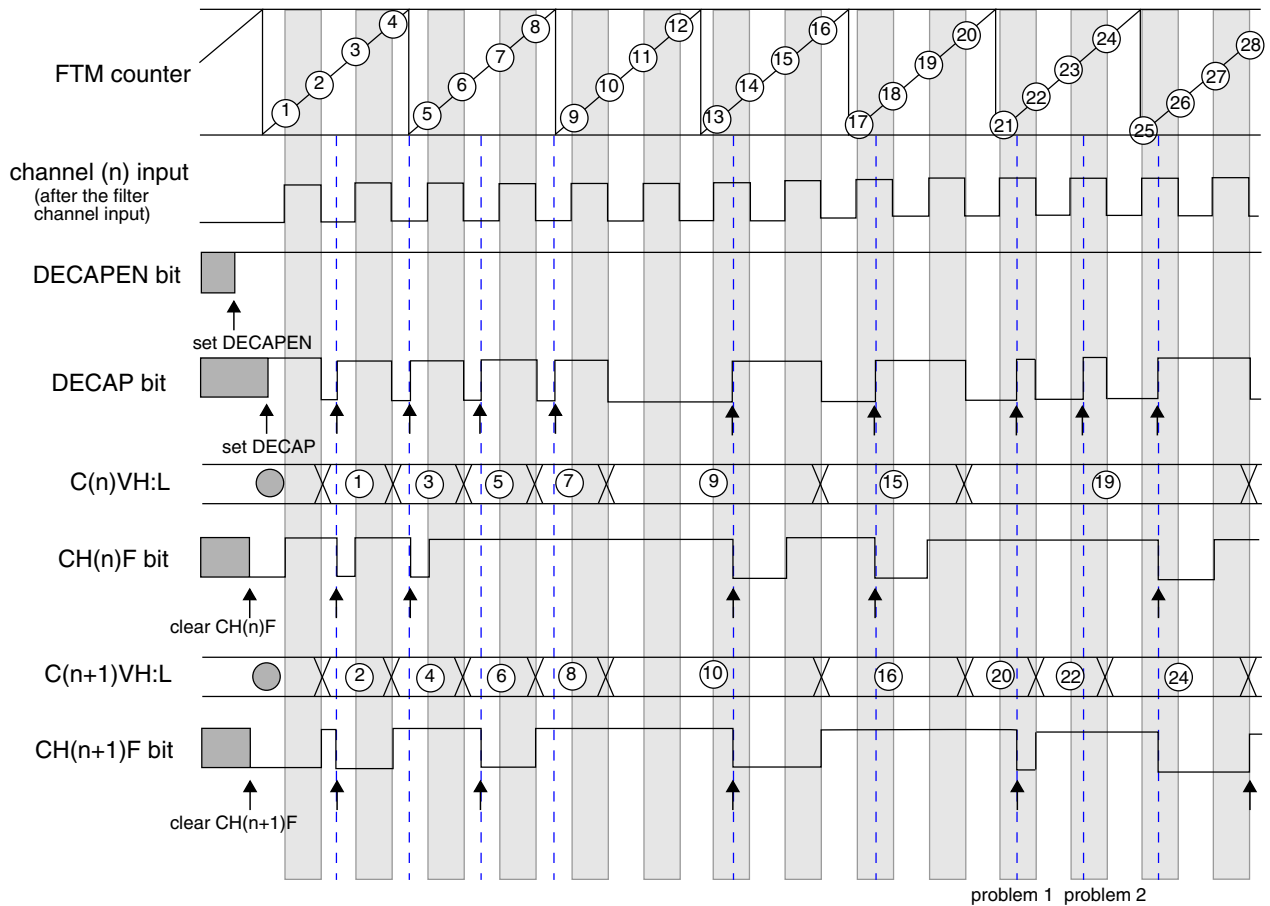 4
8
12
16
20
24
28
3
7
11
15
19
23
27
FTM counter
2
6
10
14
18
22
26
1
5
9
13
17
21
25
channel (n) input
(after the filter
channel input)
DECAPEN bit
set DECAPEN
DECAP bit
set DECAP
C(n)VH:L
1
3
5
7
9
15
19
CH(n)F bit
clear CH(n)F
C(n+1)VH:L
2
4
6
8
10
16
20
22
24
CH(n+1)F bit
clear CH(n+1)F
problem 1 problem 2